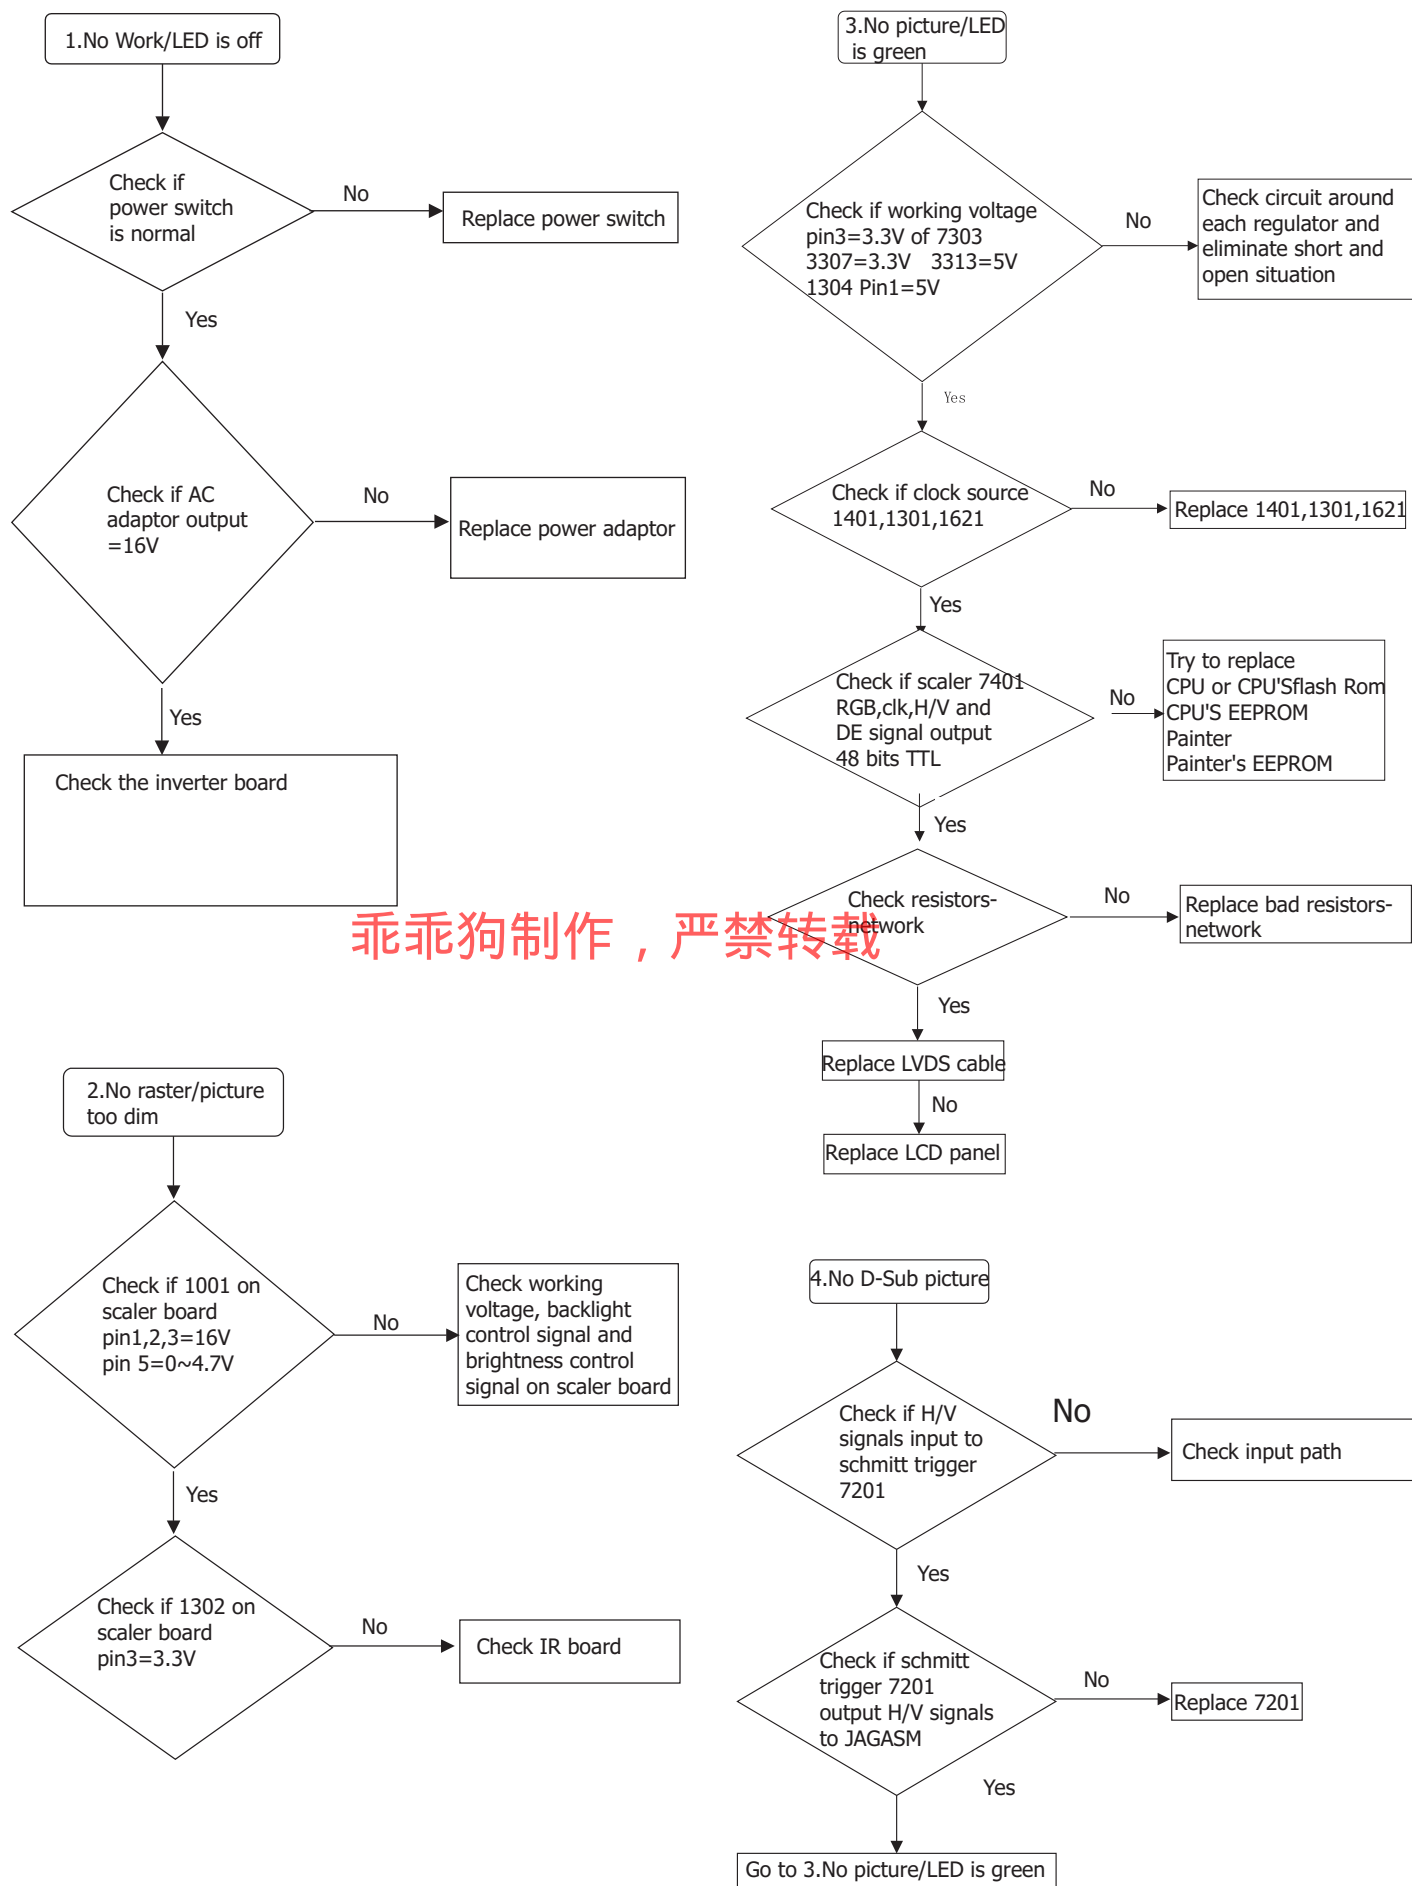 1.No Work/LED is off
Check if
power switch
is normal
No
Replace power switch
Yes
Check if AC
adaptor output
=16V
No
Replace power adaptor
Yes
Check the inverter board
2.No raster/picture
too dim
Check if 1001 on
scaler board
pin1,2,3=16V
pin 5=0~4.7V
No
Check working
voltage, backlight
control signal and
brightness control
signal on scaler board
Yes
Check if 1302 on
scaler board
pin3=3.3V
No
Check IR board
3.No picture/LED
is green
Check if working voltage
pin3=3.3V of 7303
3307=3.3V 3313=5V
1304 Pin1=5V
No
Check circuit around
each regulator and
eliminate short and
open situation
Yes
Check if clock source
1401,1301,1621
No
Replace 1401,1301,1621
Yes
Check if scaler 7401
RGB,clk,H/V and
DE signal output
48 bits TTL
No
Try to replace
CPU or CPU'Sflash Rom
CPU'S EEPROM
Painter
Painter's EEPROM
Yes
Check resistors-
network
No
Replace bad resistors-
network
Yes
Replace LVDS cable
No
Replace LCD panel
4.No D-Sub picture
Check if H/V
signals input to
schmitt trigger
7201
No
Check input path
Yes
Check if schmitt
trigger 7201
output H/V signals
to JAGASM
No
Replace 7201
Yes
Go to 3.No picture/LED is green
乖乖狗制作，严禁转载